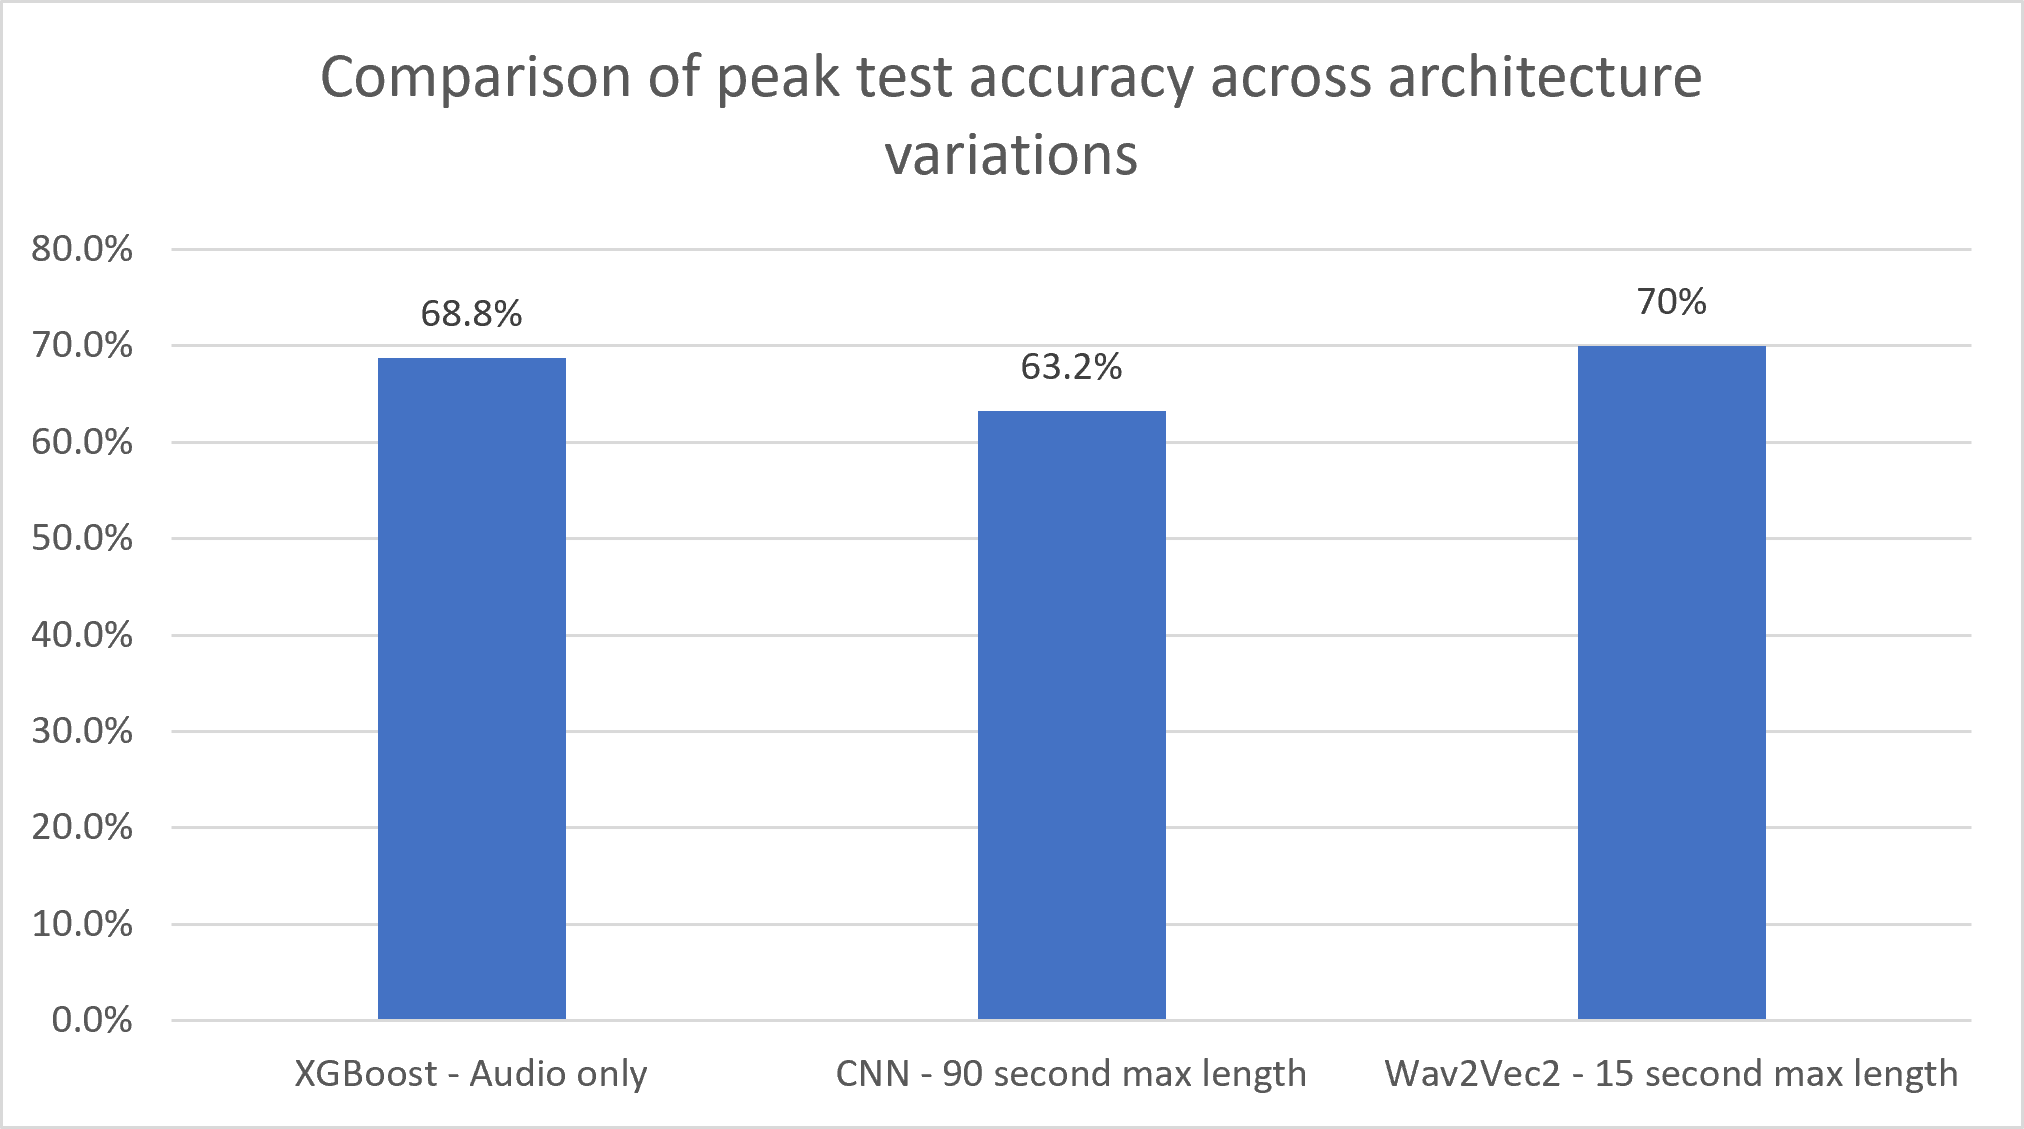 Comparison of peak test accuracy across architecture
variations
80.0%
70.0%
60.0%
50.0%
40.0%
30.0%
20.0%
10.0%
0.0%
68.8%
63.2%
70%
XGBoost - Audio only
CNN - 90 second max length
Wav2Vec2 - 15 second max length